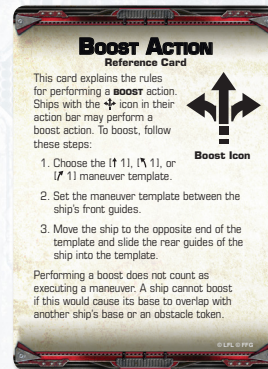 Boost Action
Reference Card
This card explains the rules
for performing a BOOST action.
Ships with the icon in their
action bar may perform a
boost action. To boost, follow
these steps:
Boost Icon
1. Choose the [↑ 1], [↰ 1], or
[↱ 1] maneuver template.
2. Set the maneuver template between the
ship's front guides.
3. Move the ship to the opposite end of the
template and slide the rear guides of the
ship into the template.
Performing a boost does not count as
executing a maneuver. A ship cannot boost
if this would cause its base to overlap with
another ship's base or an obstacle token.
© LFL © FFG